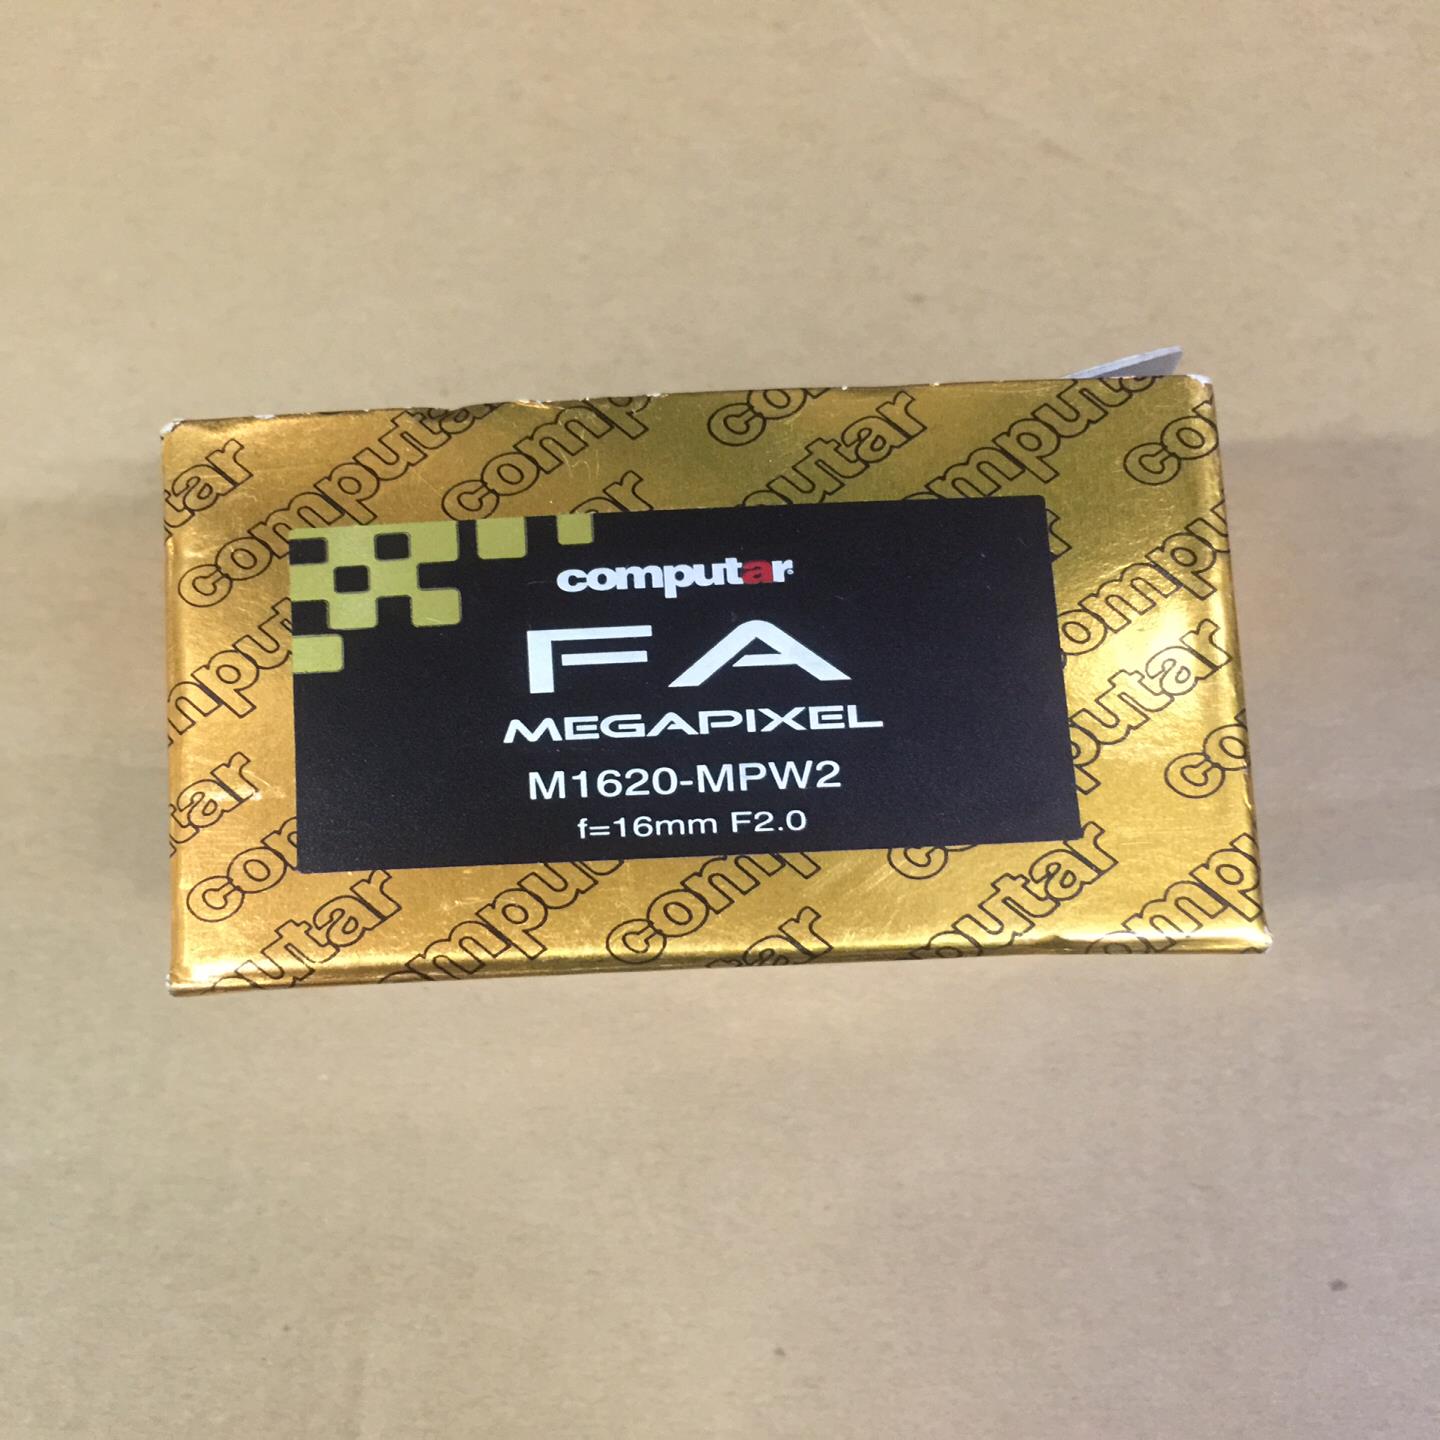 computar
FA
MEGAPIXEL
M1620-MPW2
f=16mm F2.0